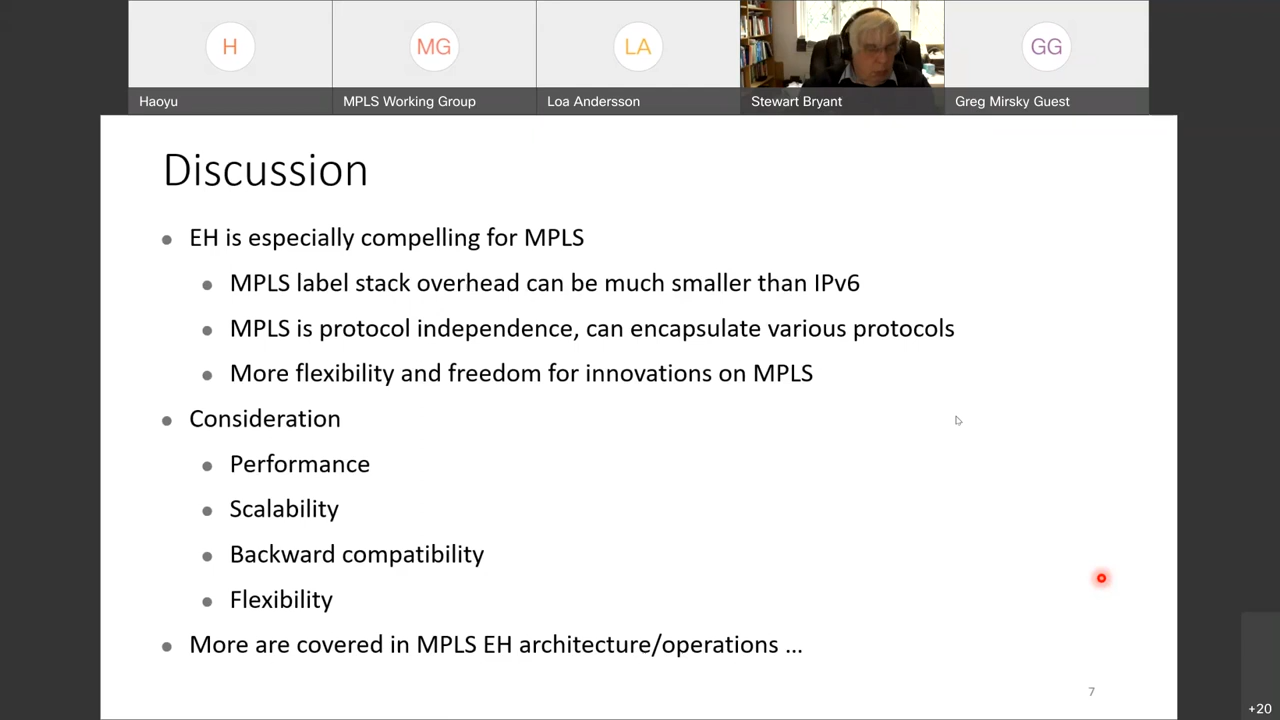 H
MG
LA
GG
Haoyu
MPLS Working Group
Loa Andersson
Stewart Bryant
Greg Mirsky Guest
Discussion
EH is especially compelling for MPLS
MPLS label stack overhead can be much smaller than IPv6
MPLS is protocol independence, can encapsulate various protocols
More flexibility and freedom for innovations on MPLS
Consideration
Performance
Scalability
Backward compatibility
Flexibility
More are covered in MPLS EH architecture/operations ...
7
+20